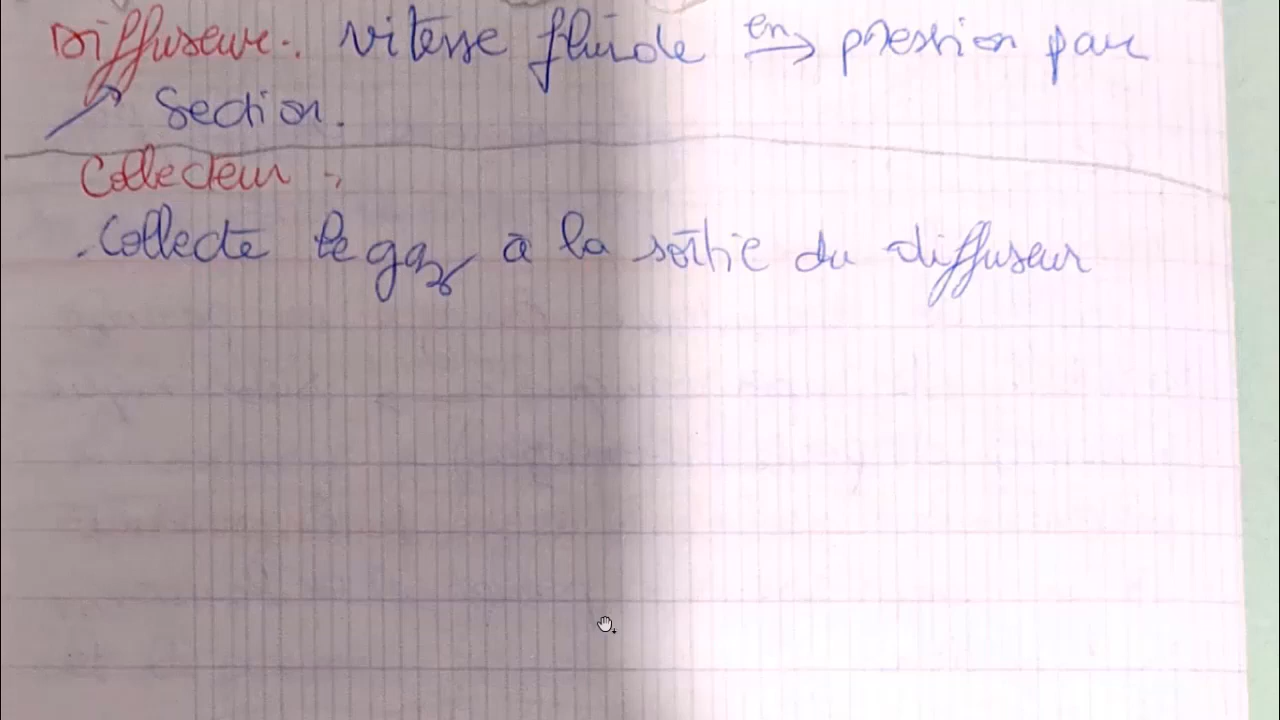 Diffuseur:. vitesse fluide en → pression par
↗ Section.
Collecteur :
. Collecte le gaz à la sortie du diffuseur